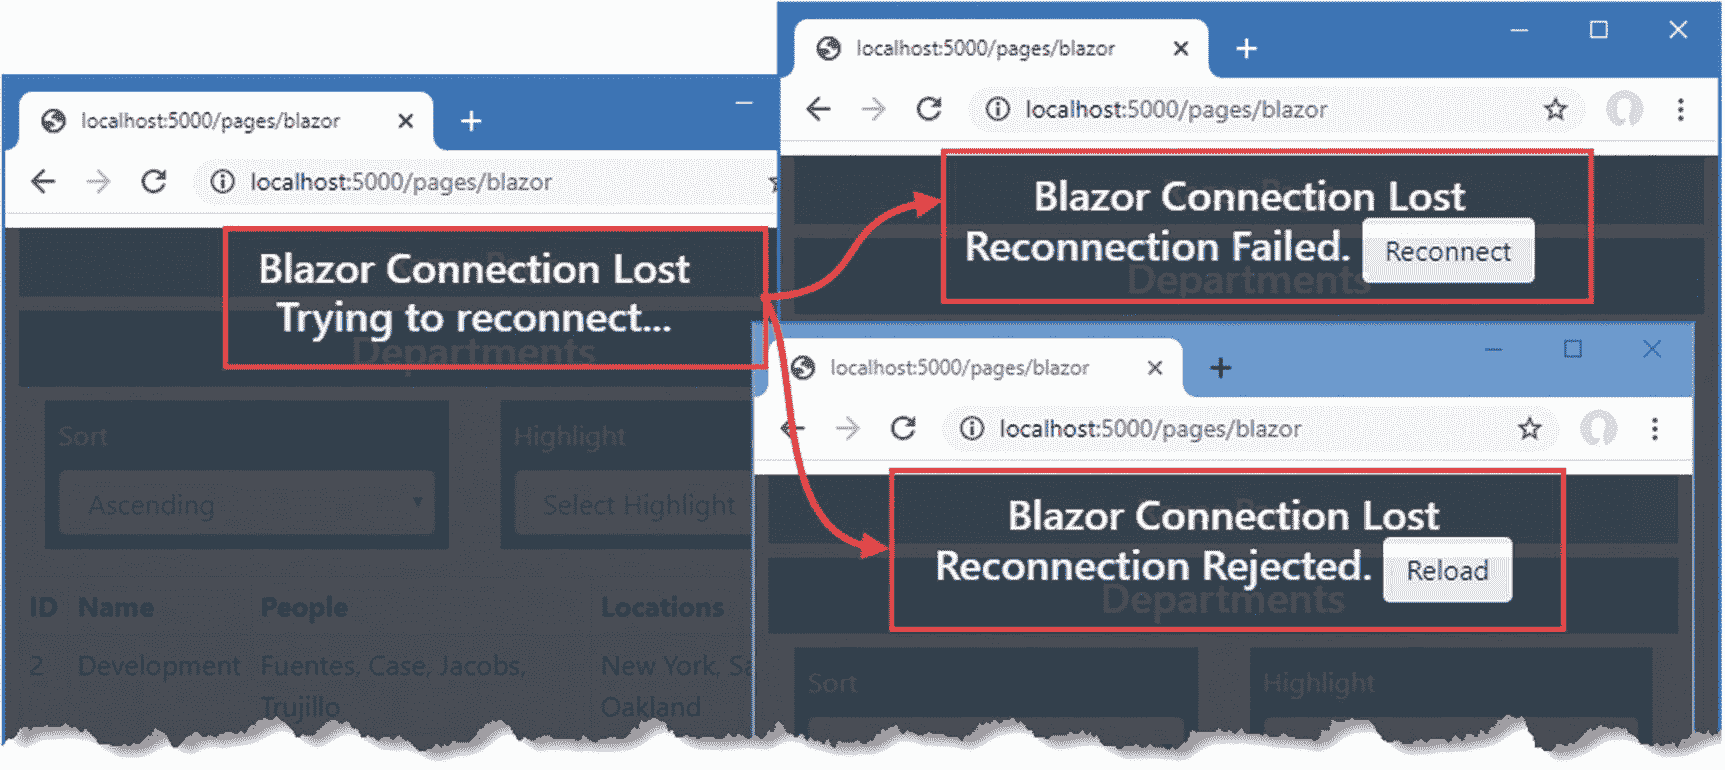 localhost:5000/pages/blazor
localhost:5000/pages/blazor
Blazor Connection Lost
Trying to reconnect...
Departments
Sort
Highlight
Ascending
Select Highlight
ID Name People Locations
2 Development Fuentes, Case, Jacobs, New York,
Trujillo Oakland
localhost:5000/pages/blazor
localhost:5000/pages/blazor
Blazor Connection Lost
Reconnection Failed. Reconnect
Departments
localhost:5000/pages/blazor
localhost:5000/pages/blazor
Blazor Connection Lost
Reconnection Rejected. Reload
Departments
Sort
Highlight